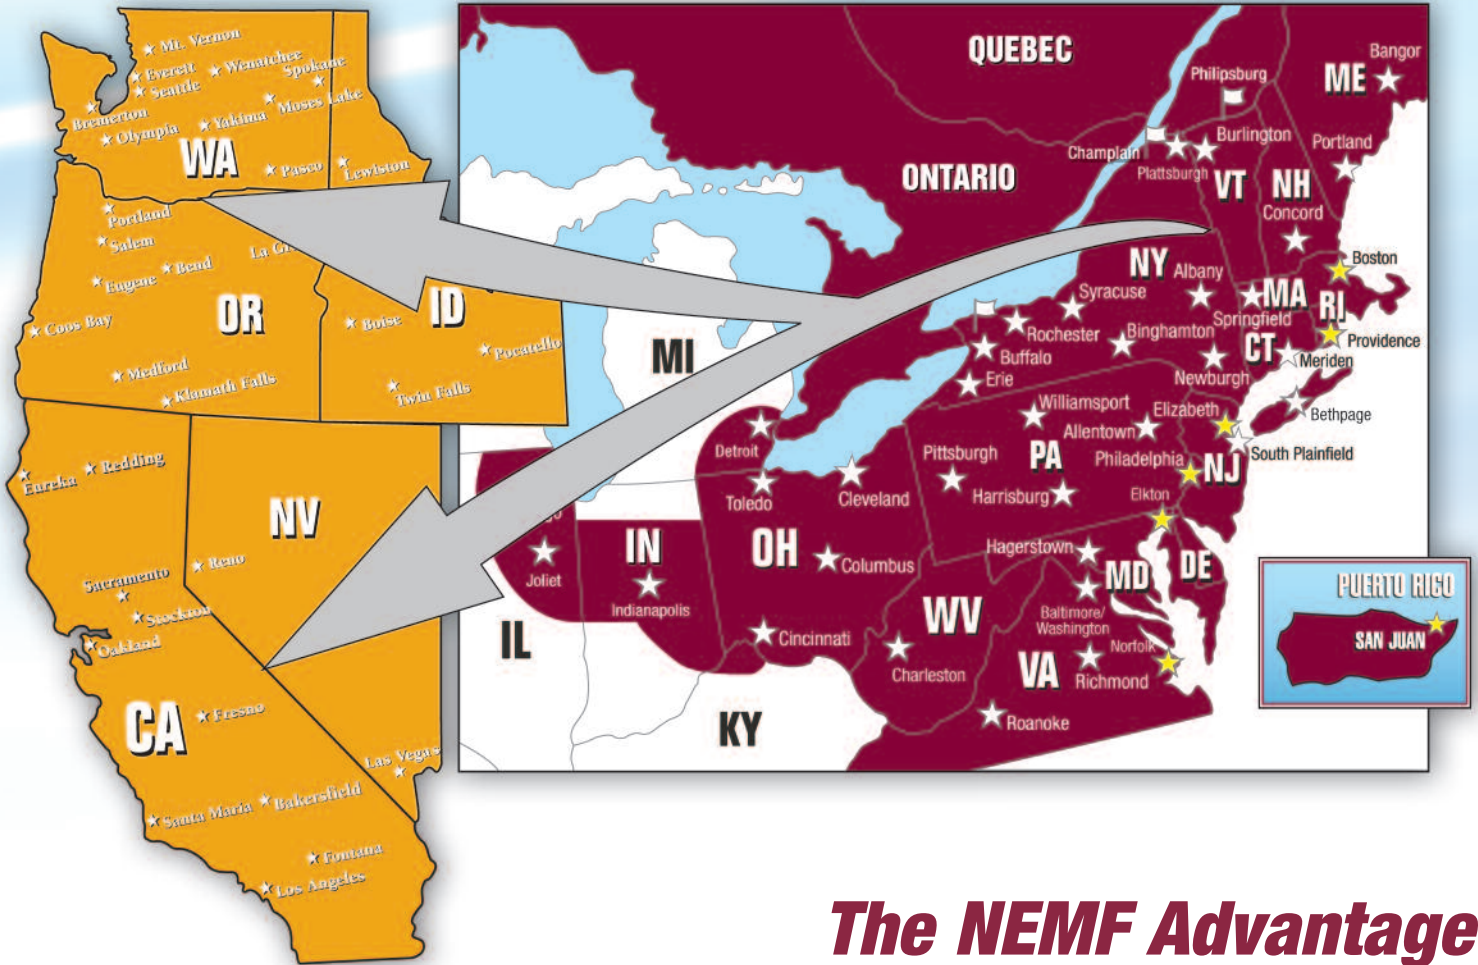 Mt. Vernon
Everett
Wenatchee
Spokane
Seattle
Moses Lake
Bremerton
Olympia
Yakima
WA
Pasco
Lewiston
Portland
Salem
La G
Eugene
Bend
OR
ID
Coos Bay
Boise
Pocatello
Medford
Klamath Falls
Twin Falls
Eureka
Redding
NV
Reno
Sacramento
Stockton
Oakland
CA
Fresno
Las Vegas
Santa Maria
Bakersfield
Fontana
Los Angeles
QUEBEC
Bangor
ME
Philipsburg
Burlington
Portland
Champlain
Plattsburgh
VT
NH
ONTARIO
Concord
NY
Albany
Boston
Syracuse
MA
RI
Springfield
Rochester
Binghamton
Providence
MI
Buffalo
CT
Meriden
Erie
Newburgh
Williamsport
Elizabeth
Bethpage
Allentown
Detroit
Pittsburgh
PA
Philadelphia
NJ
South Plainfield
Toledo
Cleveland
Harrisburg
Elkton
IN
OH
Hagerstown
Joliet
Columbus
MD
DE
Indianapolis
WV
Baltimore/
Washington
IL
Cincinnati
Norfolk
Charleston
VA
Richmond
KY
Roanoke
PUERTO RICO
SAN JUAN
The NEMF Advantage